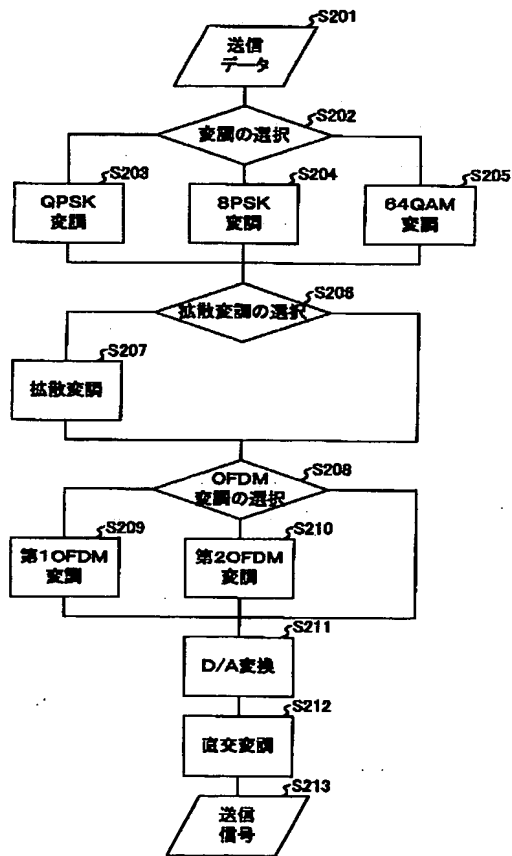 S201
送信
データ
S202
変調の選択
S203
QPSK
変調
S204
8PSK
変調
S205
64QAM
変調
S206
拡散変調の選択
S207
拡散変調
S208
OFDM
変調の選択
S209
第1OFDM
変調
S210
第2OFDM
変調
S211
D/A変換
S212
直交変調
S213
送信
信号